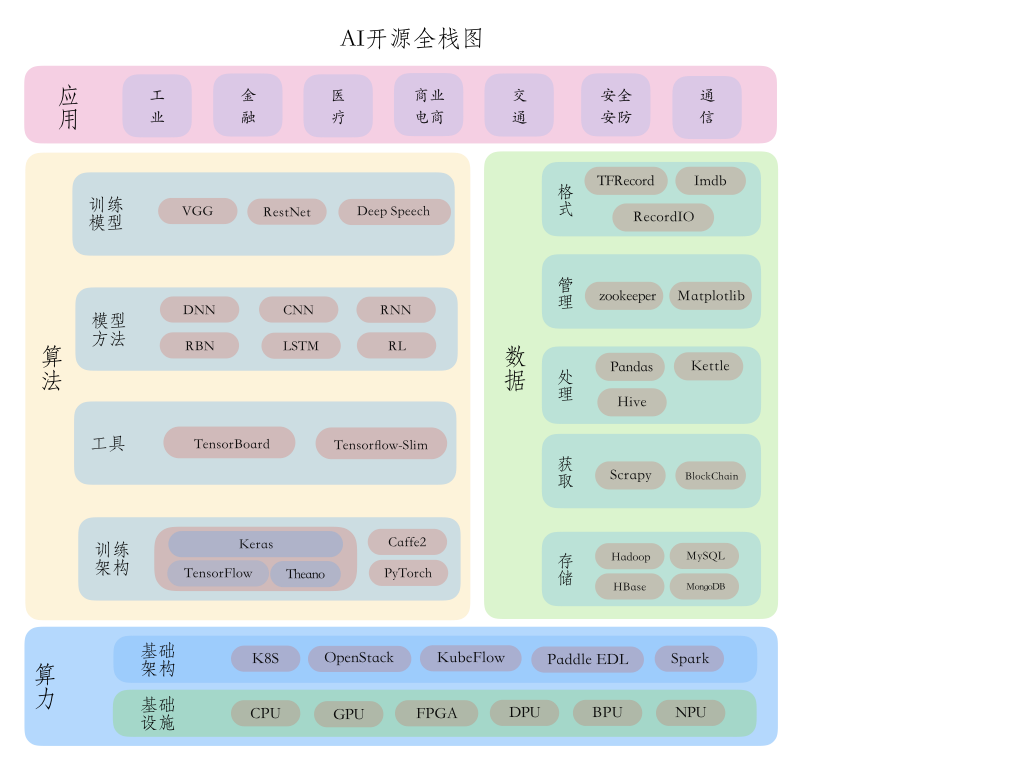 AI开源全栈图
应用
工业
金融
医疗
商业
电商
交通
安全
安防
通信
算法
训练
模型
VGG
RestNet
Deep Speech
模型
方法
DNN
CNN
RNN
RBN
LSTM
RL
工具
TensorBoard
Tensorflow-Slim
训练
架构
Keras
TensorFlow
Theano
Caffe2
PyTorch
数据
格式
TFRecord
Imdb
RecordIO
管理
zookeeper
Matplotlib
处理
Pandas
Kettle
Hive
获取
Scrapy
BlockChain
存储
Hadoop
MySQL
HBase
MongoDB
算力
基础
架构
K8S
OpenStack
KubeFlow
Paddle EDL
Spark
基础
设施
CPU
GPU
FPGA
DPU
BPU
NPU